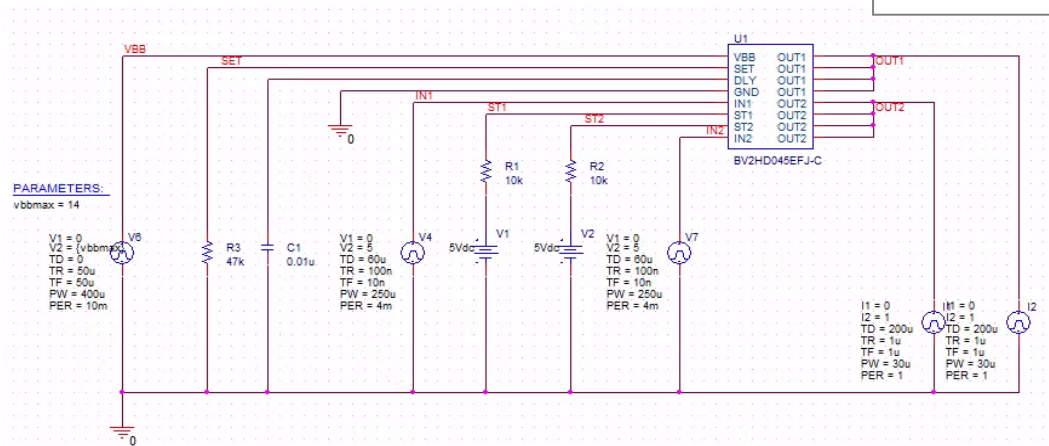 U1
VBB
VBB OUT1
SET
SET OUT1
OUT1
DLY OUT1
GND OUT1
IN1
IN1 OUT2
ST1
ST1 OUT2
OUT2
ST2
ST2 OUT2
IN2
IN2 OUT2
BV2HD045EFJ-C
0
R1
10k
R2
10k
PARAMETERS:
vbbmax = 14
V6
V1 = 0
V2 = {vbbmax
TD = 0
TR = 50u
TF = 50u
PW = 400u
PER = 10m
R3
47k
C1
0.01u
V4
V1 = 0
V2 = 5
TD = 60u
TR = 100n
TF = 10n
PW = 250u
PER = 4m
V1
5Vdc
V2
5Vdc
V7
V1 = 0
V2 = 5
TD = 60u
TR = 100n
TF = 10n
PW = 250u
PER = 4m
I1 = 0
I2 = 1
TD = 200u
TR = 1u
TF = 1u
PW = 30u
PER = 1
I1 = 0
I2 = 1
TD = 200u
TR = 1u
TF = 1u
PW = 30u
PER = 1
I2
0